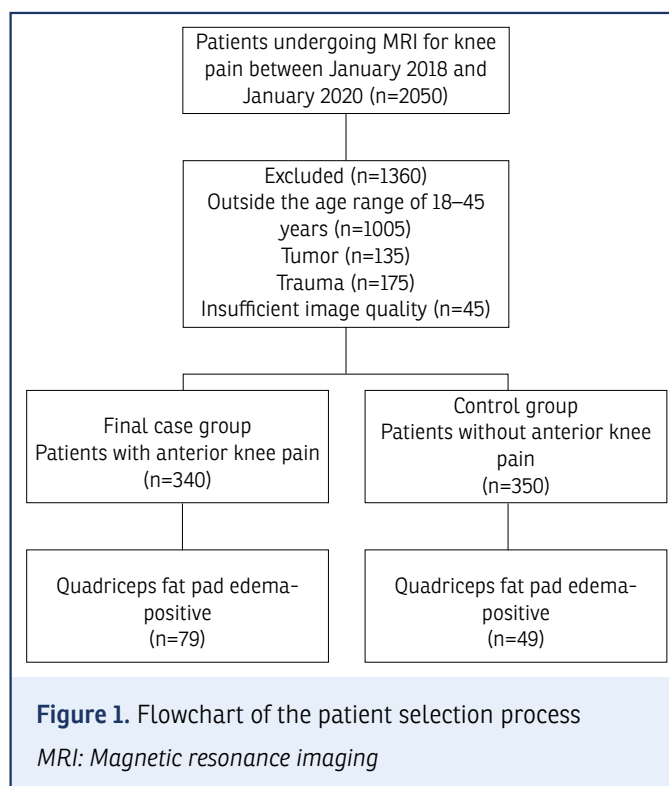 Patients undergoing MRI for knee
pain between January 2018 and
January 2020 (n=2050)
Excluded (n=1360)
Outside the age range of 18–45
years (n=1005)
Tumor (n=135)
Trauma (n=175)
Insufficient image quality (n=45)
Final case group
Patients with anterior knee pain
(n=340)
Control group
Patients without anterior knee
pain
(n=350)
Quadriceps fat pad edema-
positive
(n=79)
Quadriceps fat pad edema-
positive
(n=49)
Figure 1. Flowchart of the patient selection process
MRI: Magnetic resonance imaging